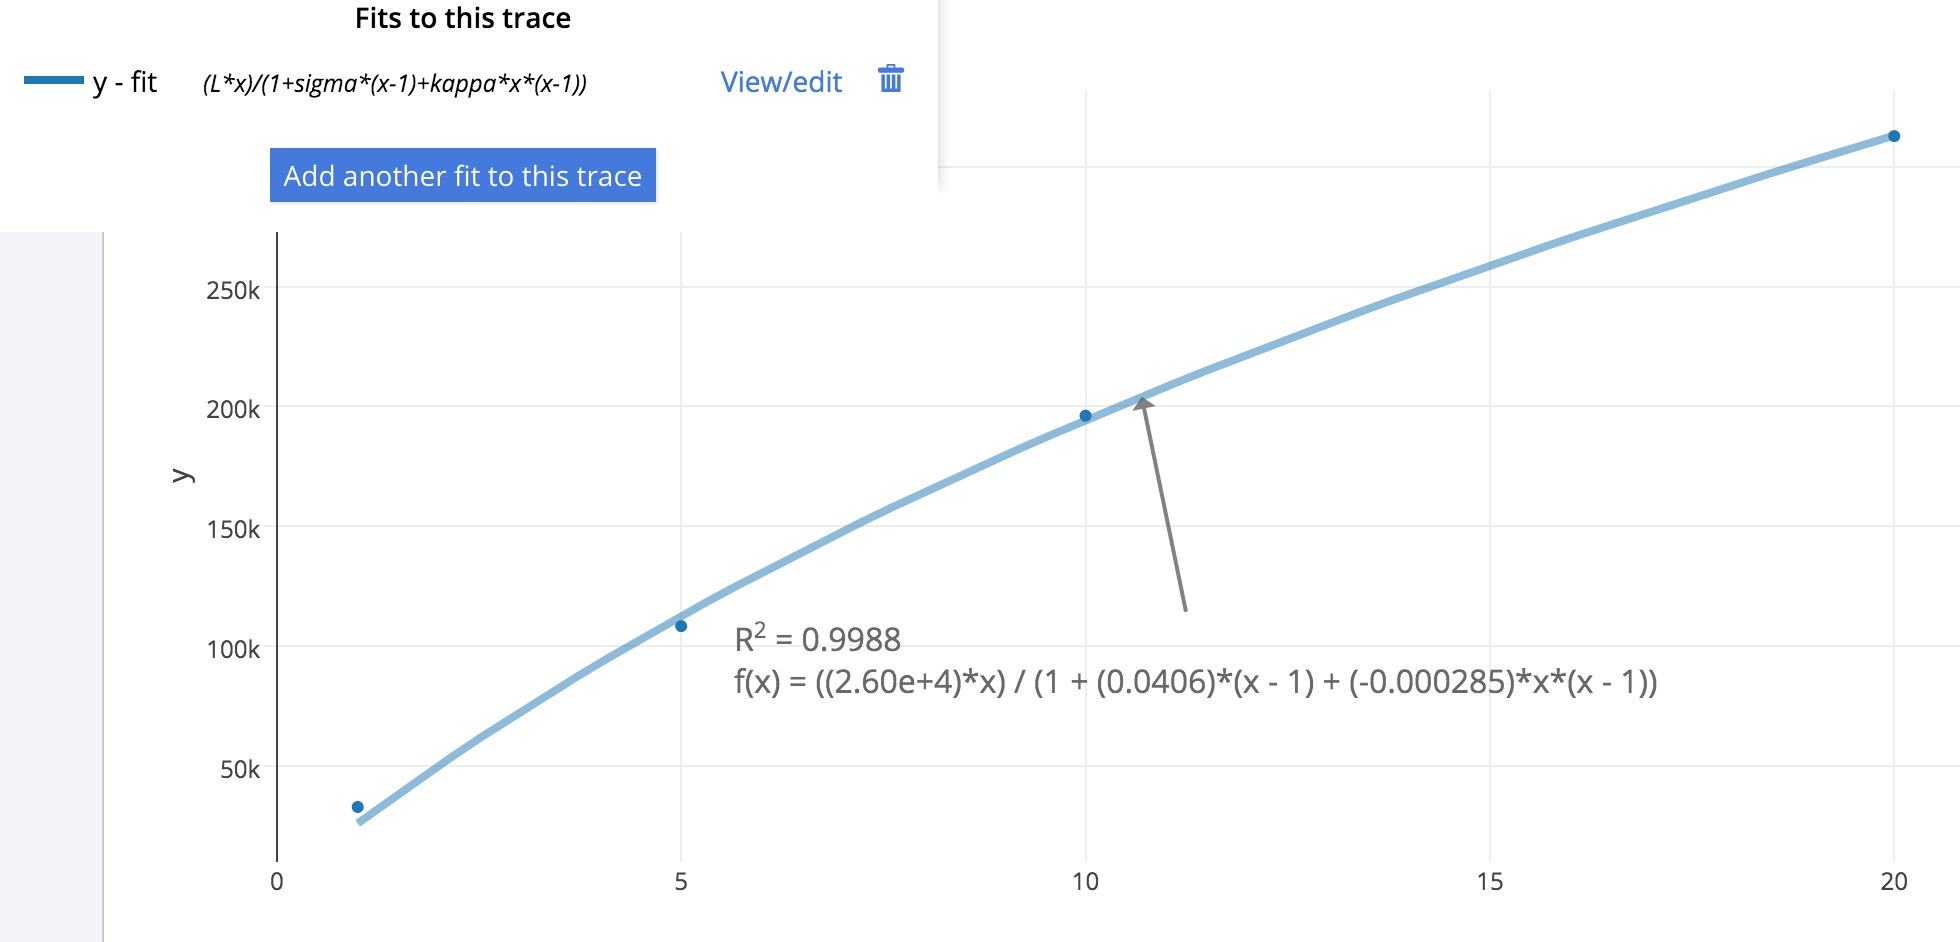 Fits to this trace
y - fit (L*x)/(1+sigma*(x-1)+kappa*x*(x-1)) View/edit
Add another fit to this trace
250k
200k
y
150k
R² = 0.9988
100k
f(x) = ((2.60e+4)*x) / (1 + (0.0406)*(x - 1) + (-0.000285)*x*(x - 1))
50k
0 5 10 15 20